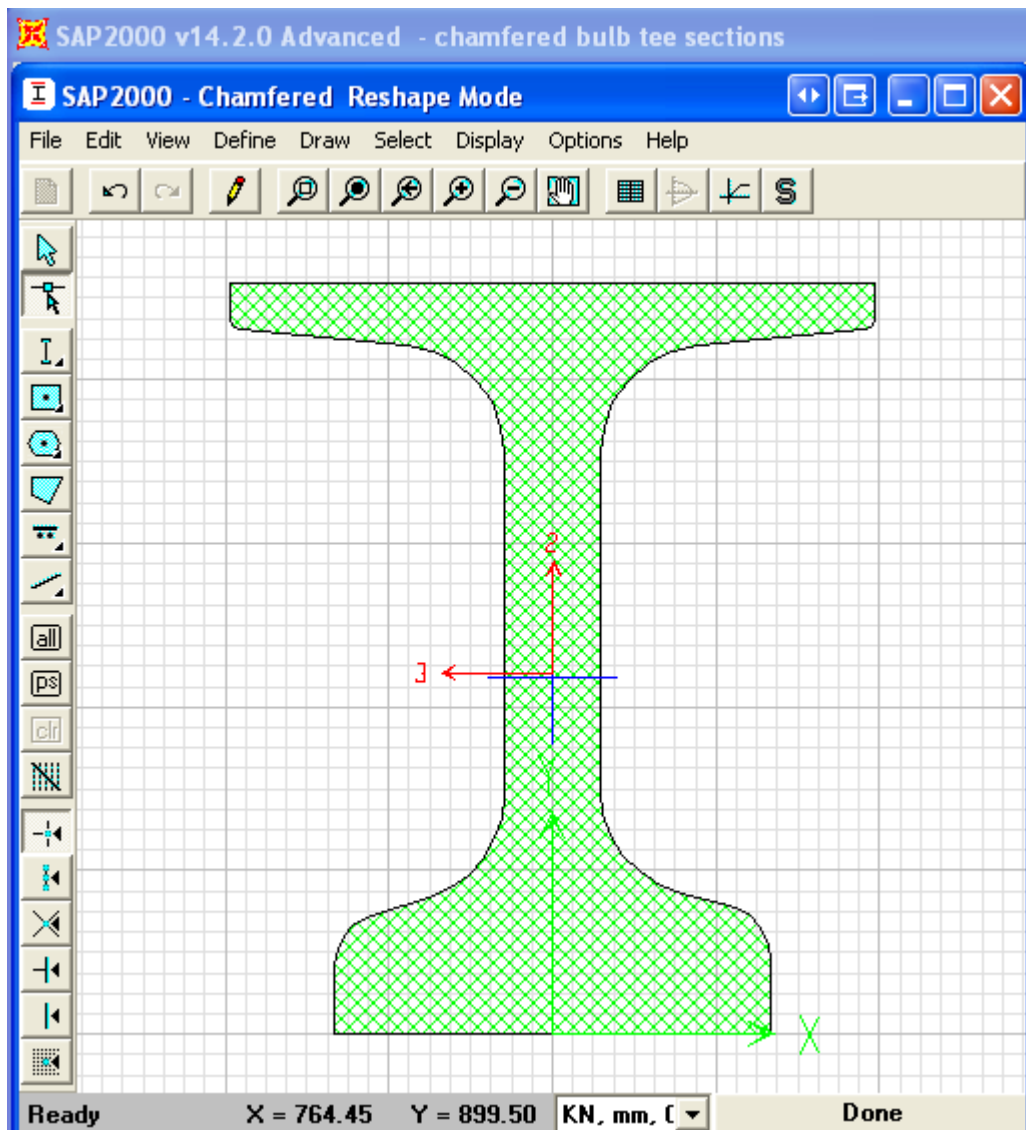 SAP2000 v14.2.0 Advanced - chamfered bulb tee sections
SAP2000 - Chamfered Reshape Mode
File Edit View Define Draw Select Display Options Help
S
2
3
all
ps
clr
Y
X
Ready X = 764.45 Y = 899.50 KN, mm, C Done